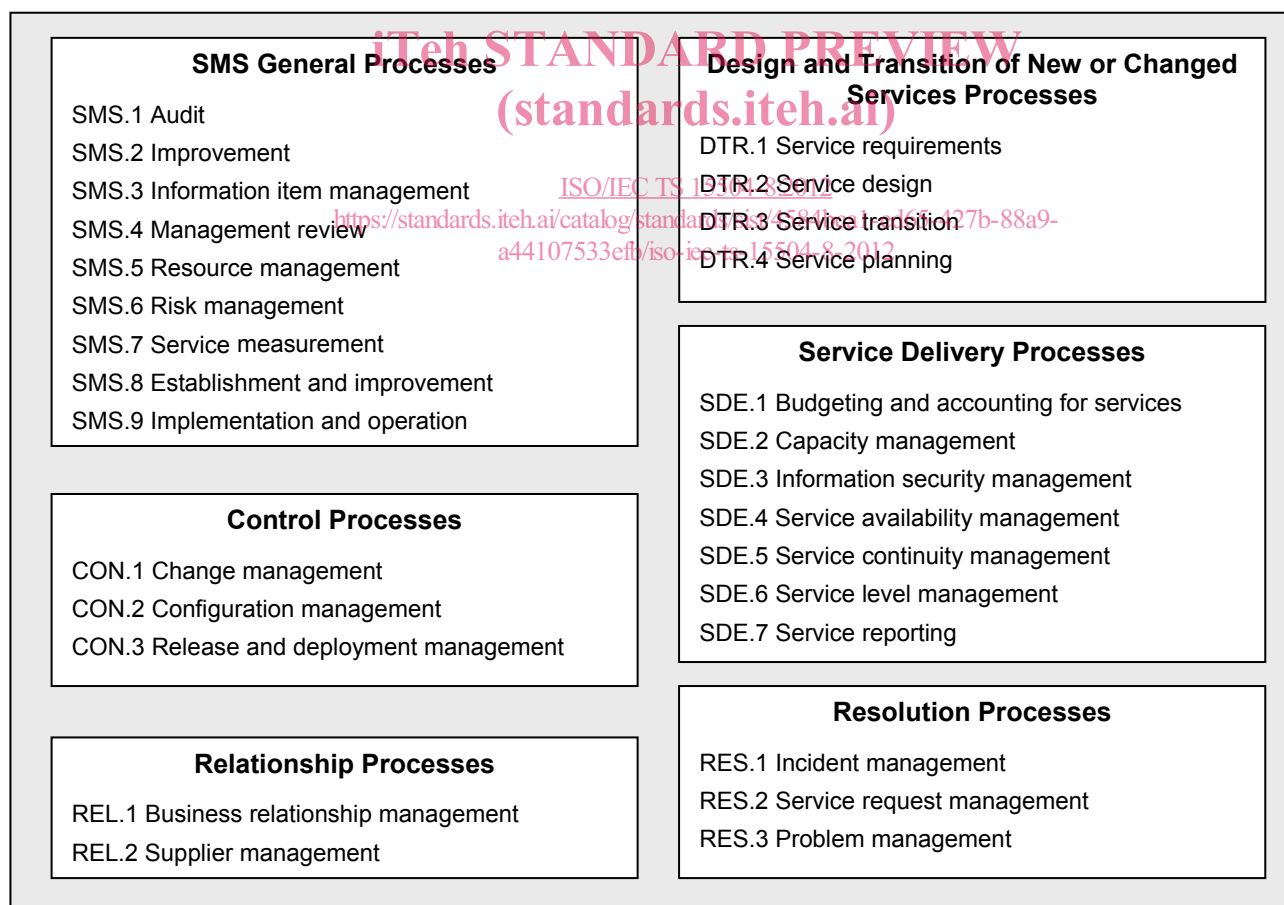 iTeh STANDARD PREVIEW
(standards.iteh.ai)
ISO/IEC TS 15504-8:2012
https://standards.iteh.ai/catalog/standards/sist/4584bea1-ad65-427b-88a9-
a44107533efb/iso-iec-ts-15504-8-2012
SMS General Processes
SMS.1 Audit
SMS.2 Improvement
SMS.3 Information item management
SMS.4 Management review
SMS.5 Resource management
SMS.6 Risk management
SMS.7 Service measurement
SMS.8 Establishment and improvement
SMS.9 Implementation and operation
Control Processes
CON.1 Change management
CON.2 Configuration management
CON.3 Release and deployment management
Relationship Processes
REL.1 Business relationship management
REL.2 Supplier management
Design and Transition of New or Changed
Services Processes
DTR.1 Service requirements
DTR.2 Service design
DTR.3 Service transition
DTR.4 Service planning
Service Delivery Processes
SDE.1 Budgeting and accounting for services
SDE.2 Capacity management
SDE.3 Information security management
SDE.4 Service availability management
SDE.5 Service continuity management
SDE.6 Service level management
SDE.7 Service reporting
Resolution Processes
RES.1 Incident management
RES.2 Service request management
RES.3 Problem management